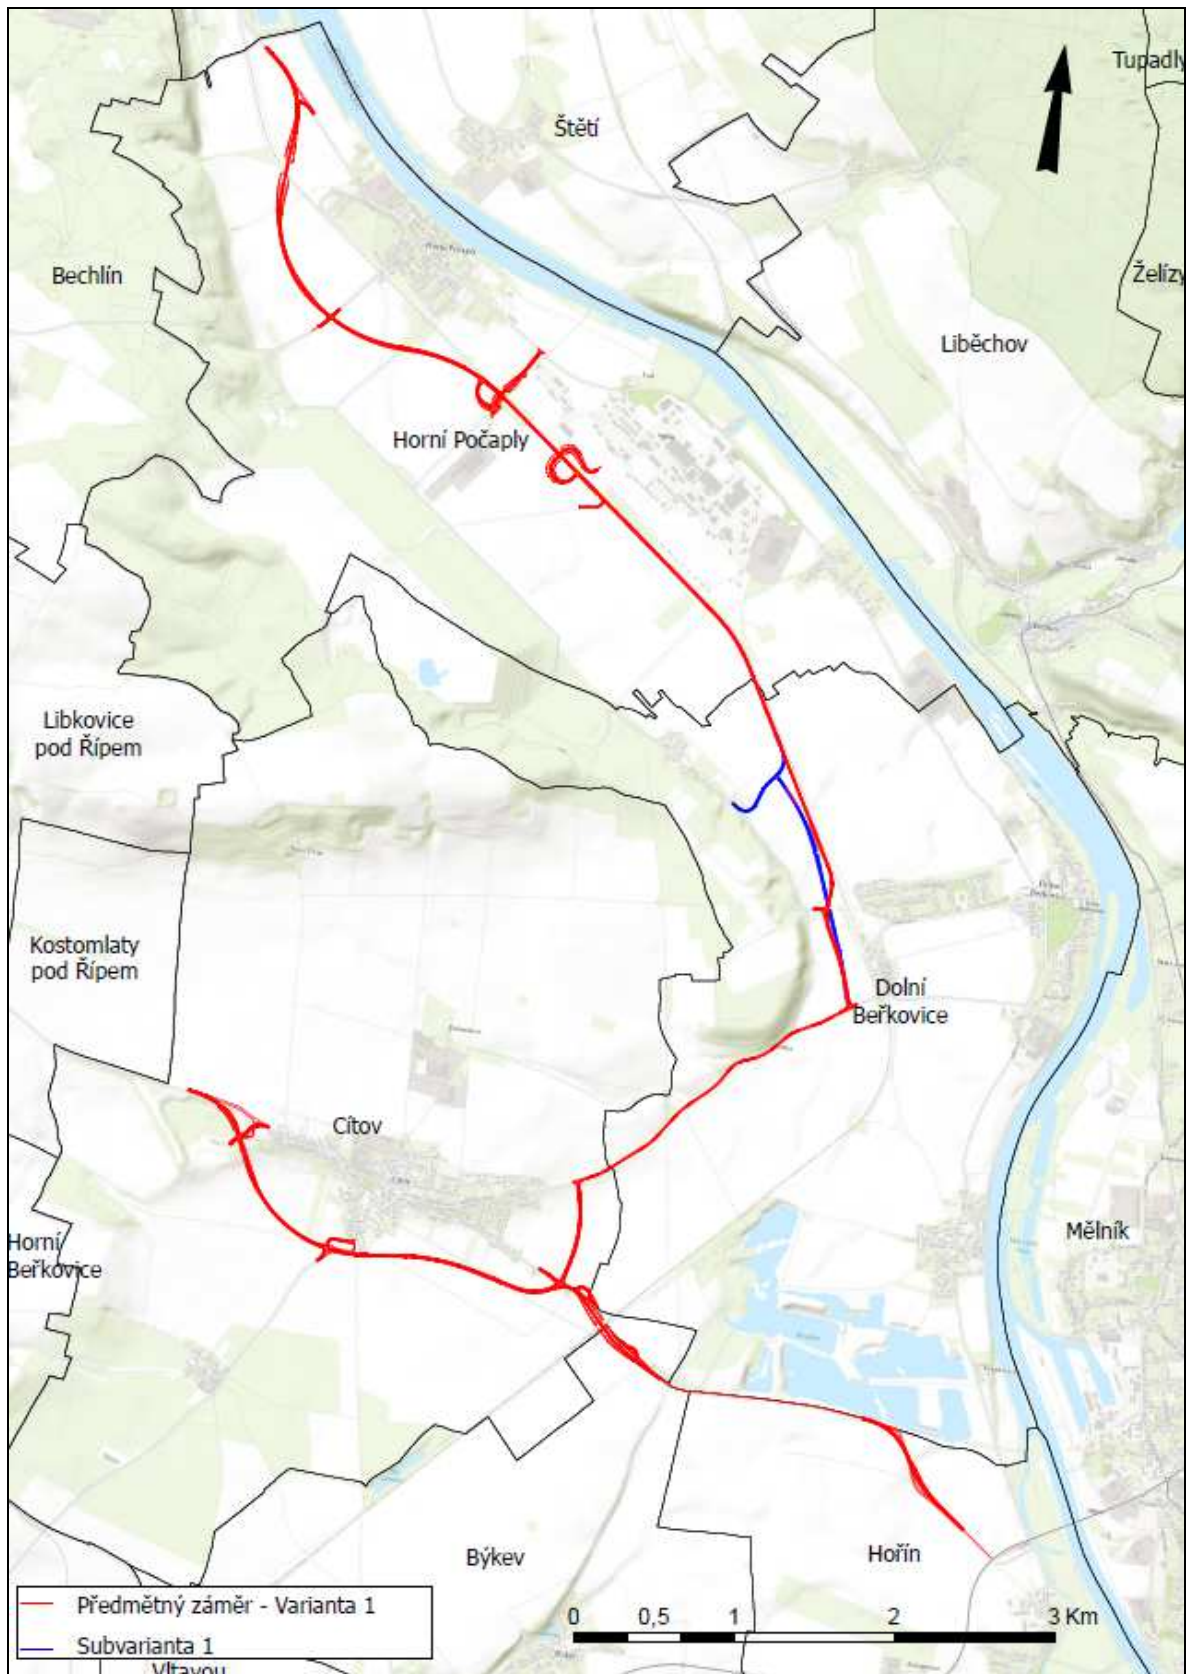 Tupadly
Štětí
Bechlín
Želízy
Liběchov
Horní Počaply
Libkovice
pod Řípem
Kostomlaty
pod Řípem
Dolní
Beřkovice
Cítov
Mělník
Horní
Beřkovice
Býkev
Hořín
Předmětný záměr - Varianta 1
Subvarianta 1
Vltavou
0 0,5 1 2 3 Km